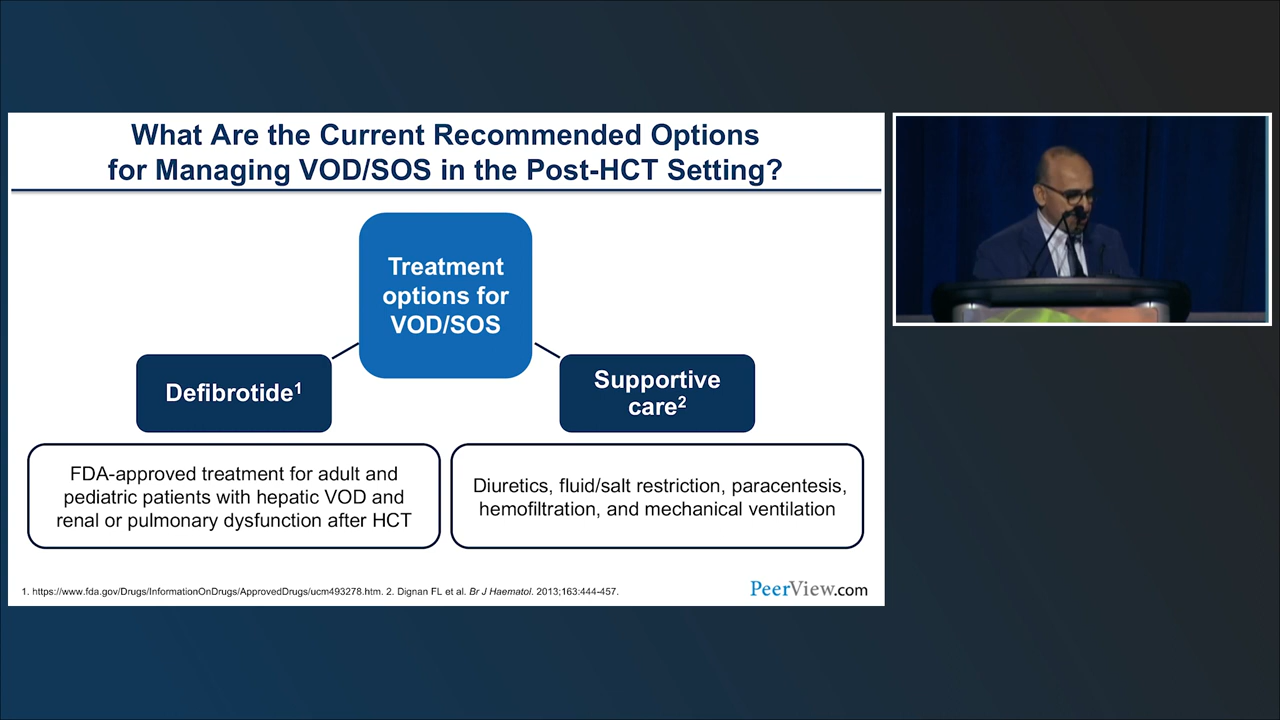 What Are the Current Recommended Options
for Managing VOD/SOS in the Post-HCT Setting?
Treatment
options for
VOD/SOS
Defibrotide1
Supportive
care2
FDA-approved treatment for adult and
pediatric patients with hepatic VOD and
renal or pulmonary dysfunction after HCT
Diuretics, fluid/salt restriction, paracentesis,
hemofiltration, and mechanical ventilation
1. https://www.fda.gov/Drugs/InformationOnDrugs/ApprovedDrugs/ucm493278.htm. 2. Dignan FL et al. Br J Haematol. 2013;163:444-457.
PeerView.com